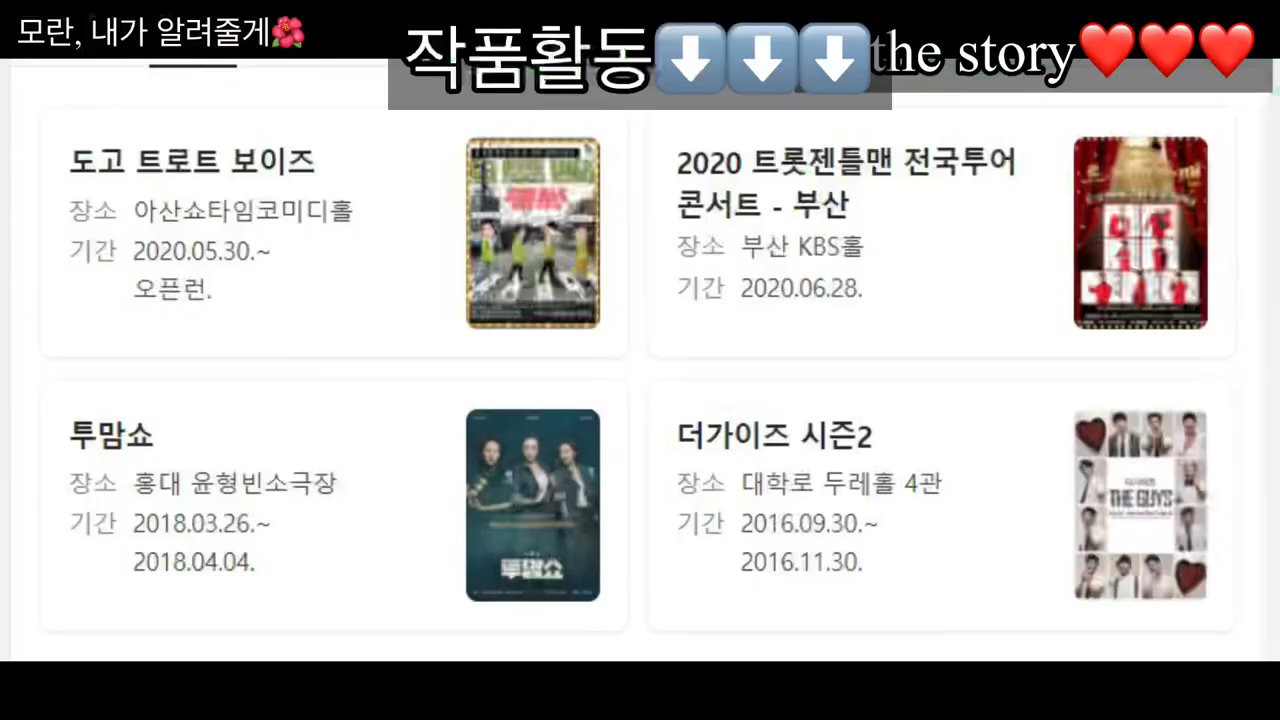 모란, 내가 알려줄게🌺
작품활동⬇️⬇️⬇️the story❤️❤️❤️
도고 트로트 보이즈
장소 아산쇼타임코미디홀
기간 2020.05.30.~
오픈런.
2020 트롯젠틀맨 전국투어
콘서트 - 부산
장소 부산 KBS홀
기간 2020.06.28.
투맘쇼
장소 홍대 윤형빈소극장
기간 2018.03.26.~
2018.04.04.
투맘쇼
더가이즈 시즌2
장소 대학로 두레홀 4관
기간 2016.09.30.~
2016.11.30.
THE GUYS